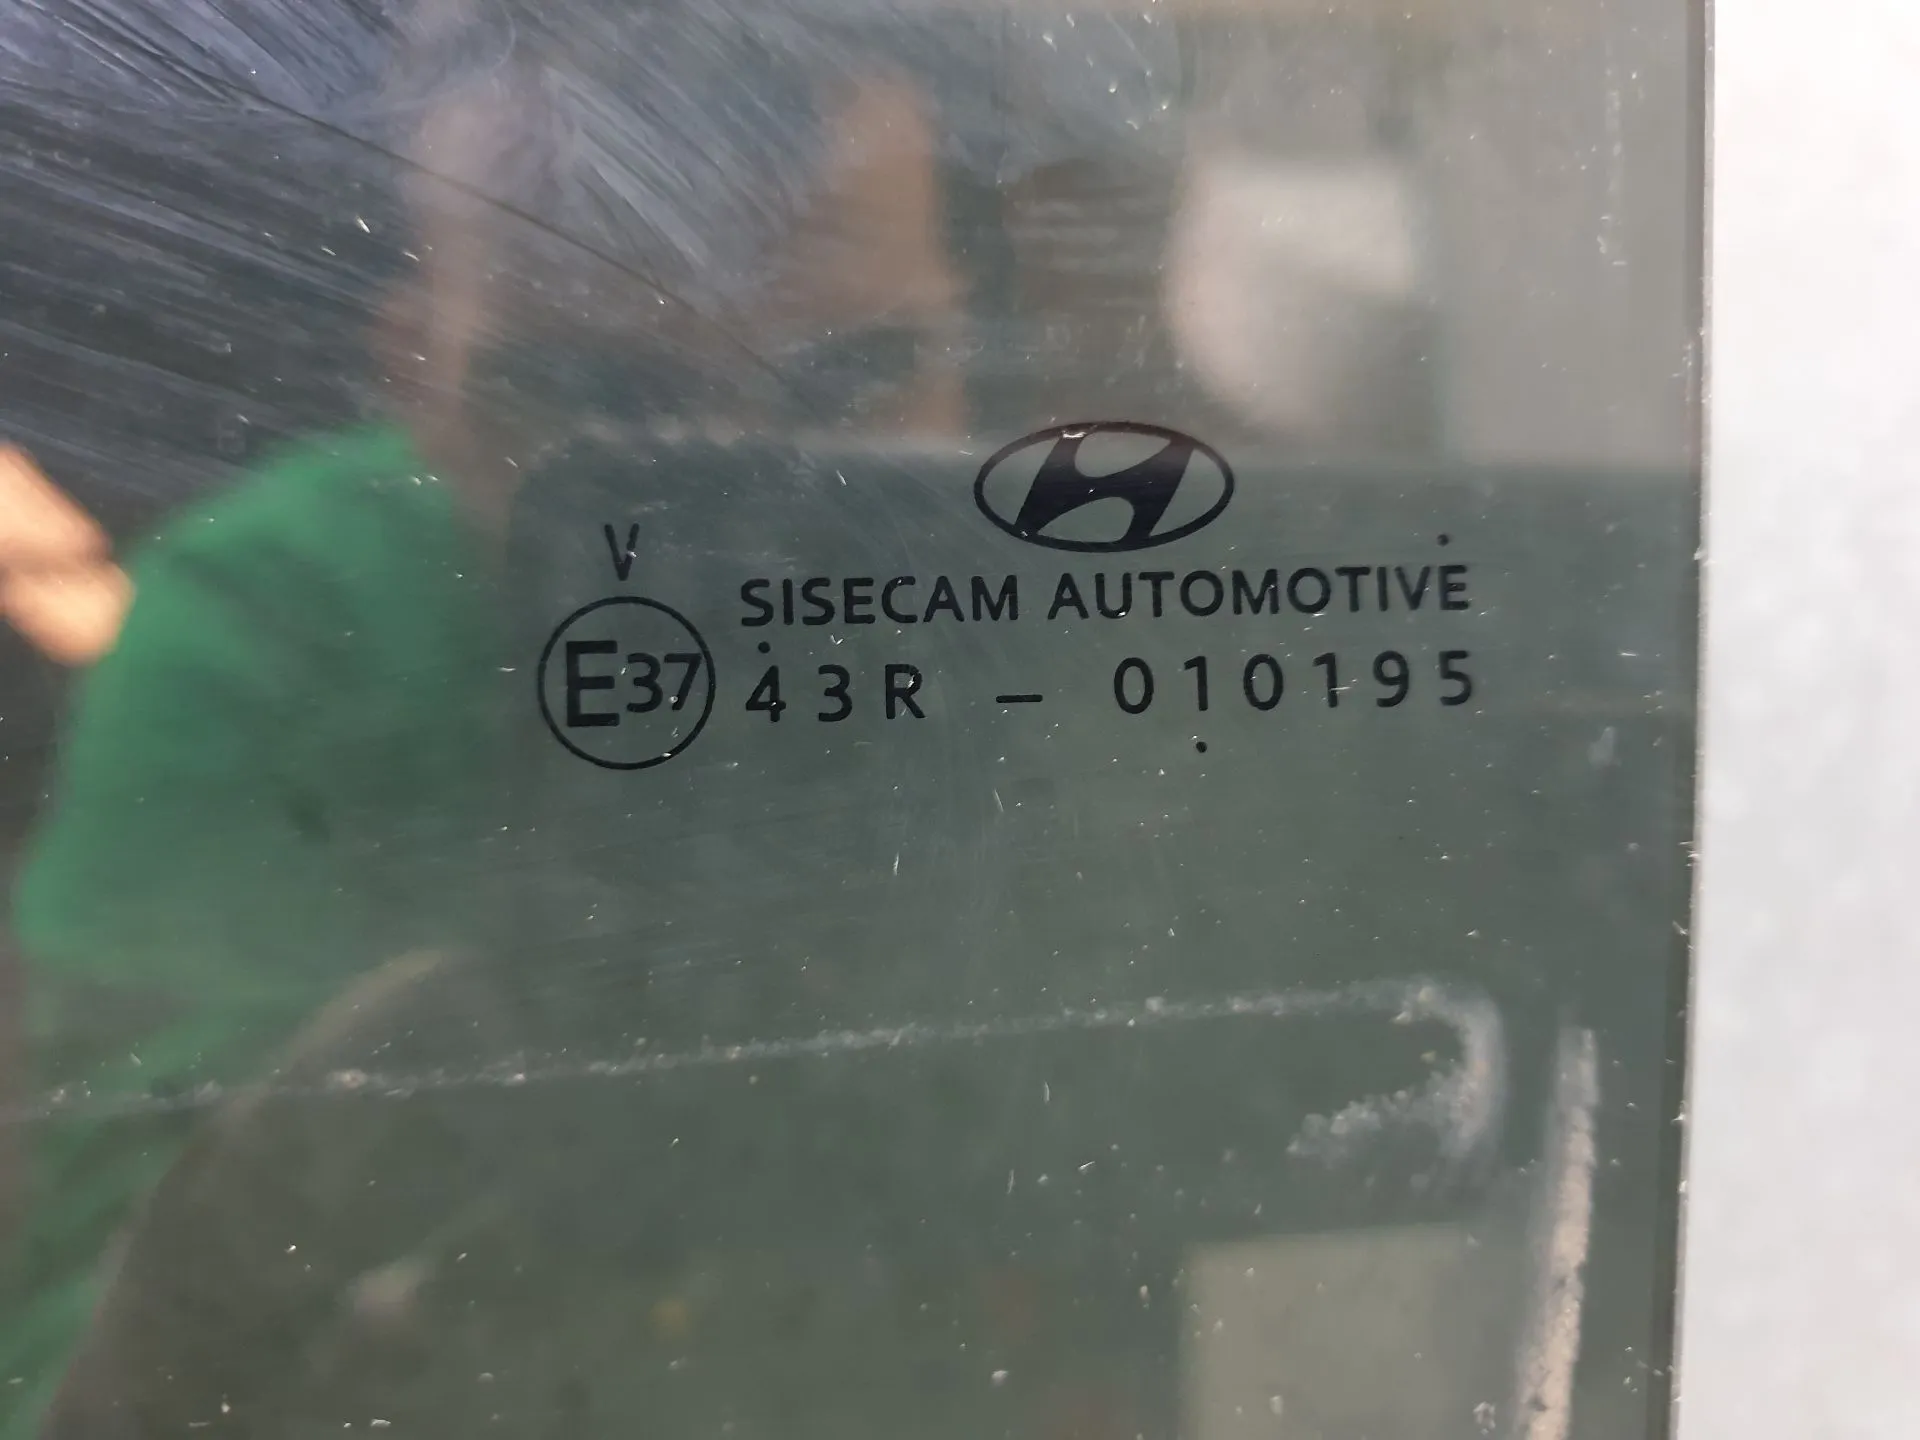 V
SISECAM AUTOMOTIVE
E37 43R - 010195